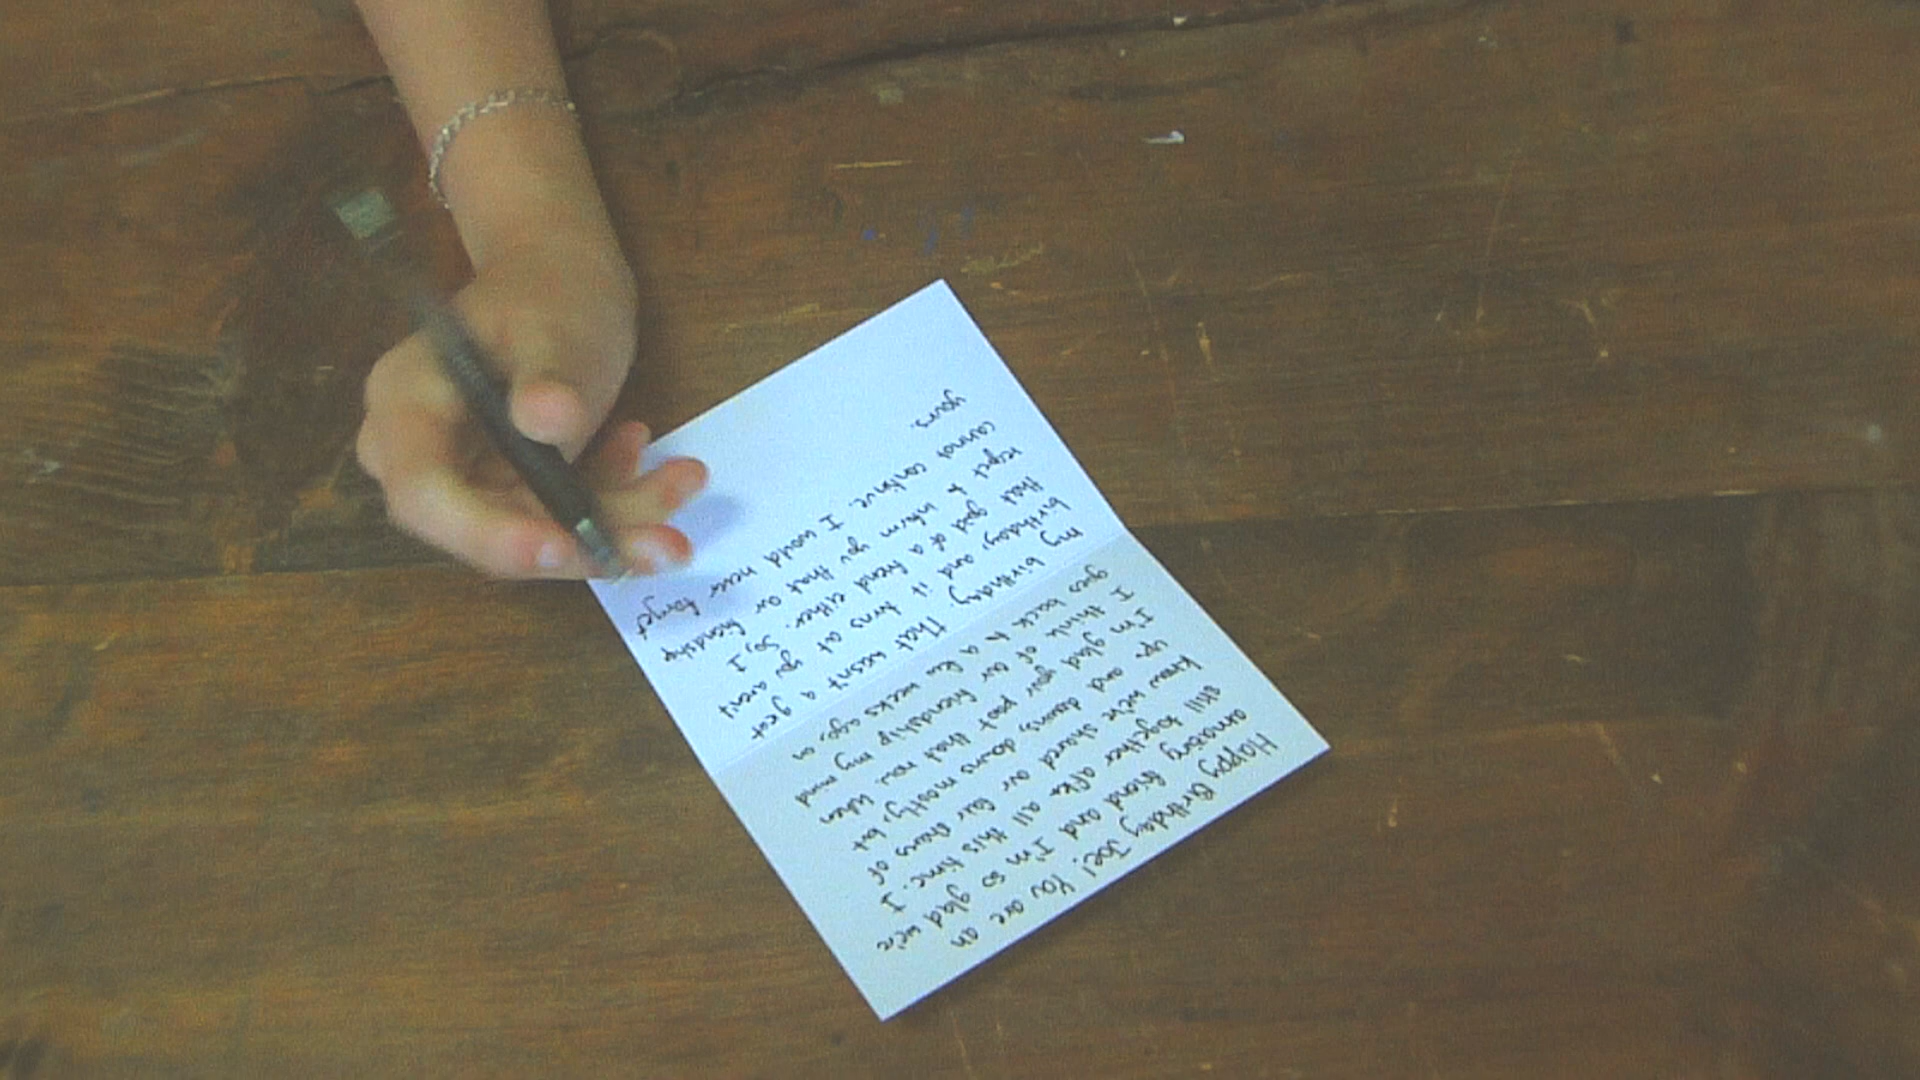 Happy Birthday Joe! You are an
amazing friend and I'm so glad we're
still together after all this time. I
know we've shared our fair shares of
ups and downs, downs mostly, but
I'm glad your past that now. When
I think of our friendship my mind
goes back to a few weeks ago, on
my birthday. That wasn't a great
birthday, and it turns out you aren't
that good of a friend either. So, I
regret to inform you that our friendship
cannot continue. I would never forget
yours.